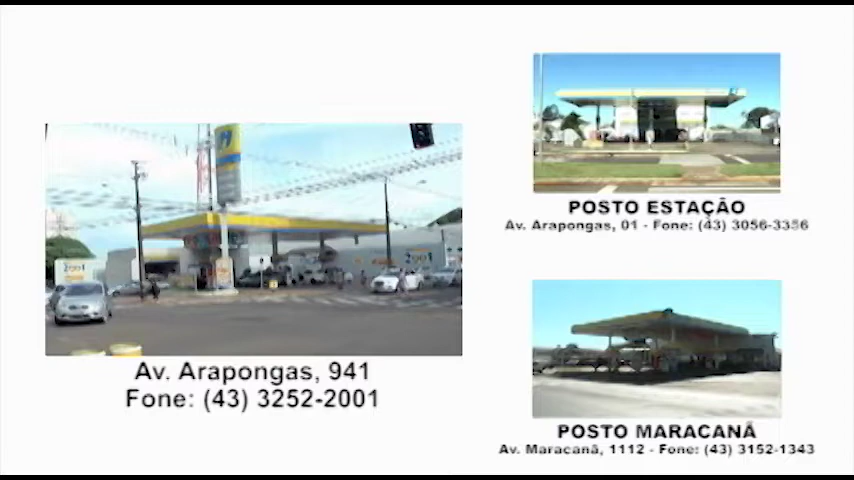 Av. Arapongas, 941
Fone: (43) 3252-2001
POSTO ESTAÇÃO
Av. Arapongas, 01 - Fone: (43) 3056-3356
POSTO MARACANÃ
Av. Maracanã, 1112 - Fone: (43) 3152-1343